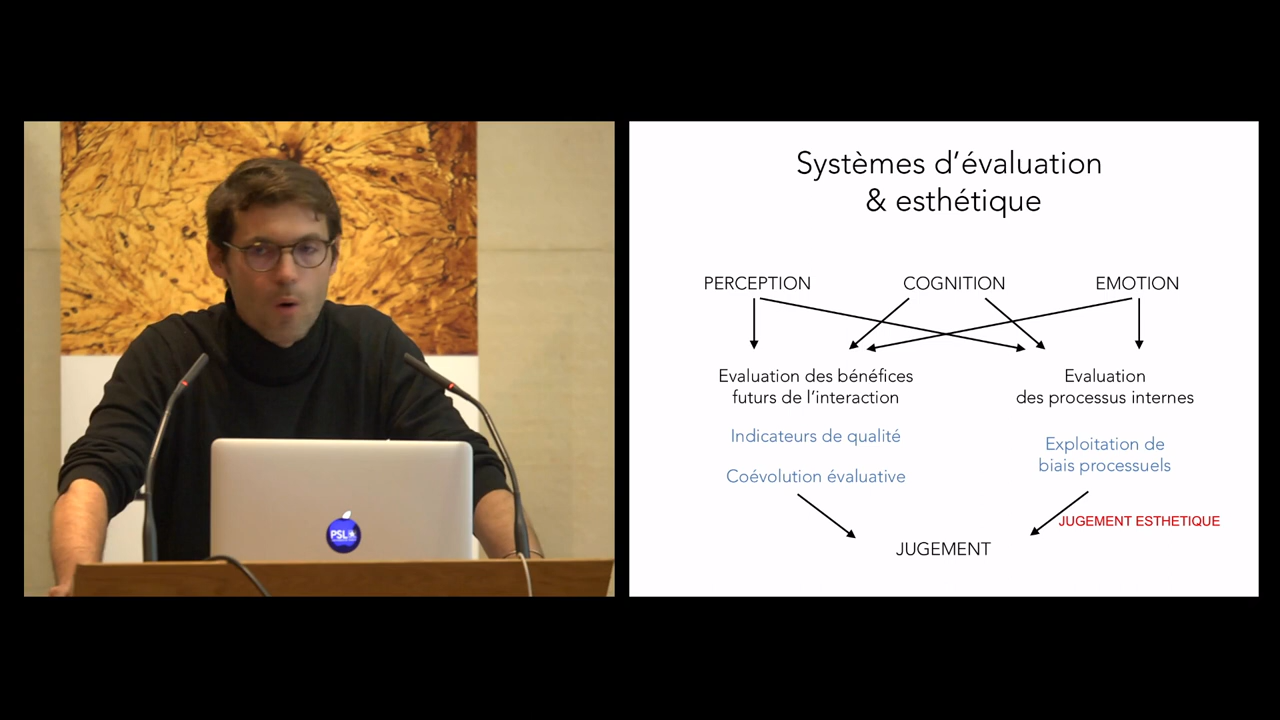 Systèmes d’évaluation
& esthétique
PERCEPTION
COGNITION
EMOTION
Evaluation des bénéfices
futurs de l’interaction
Evaluation
des processus internes
Indicateurs de qualité
Coévolution évaluative
Exploitation de
biais processuels
JUGEMENT ESTHETIQUE
JUGEMENT
PSL